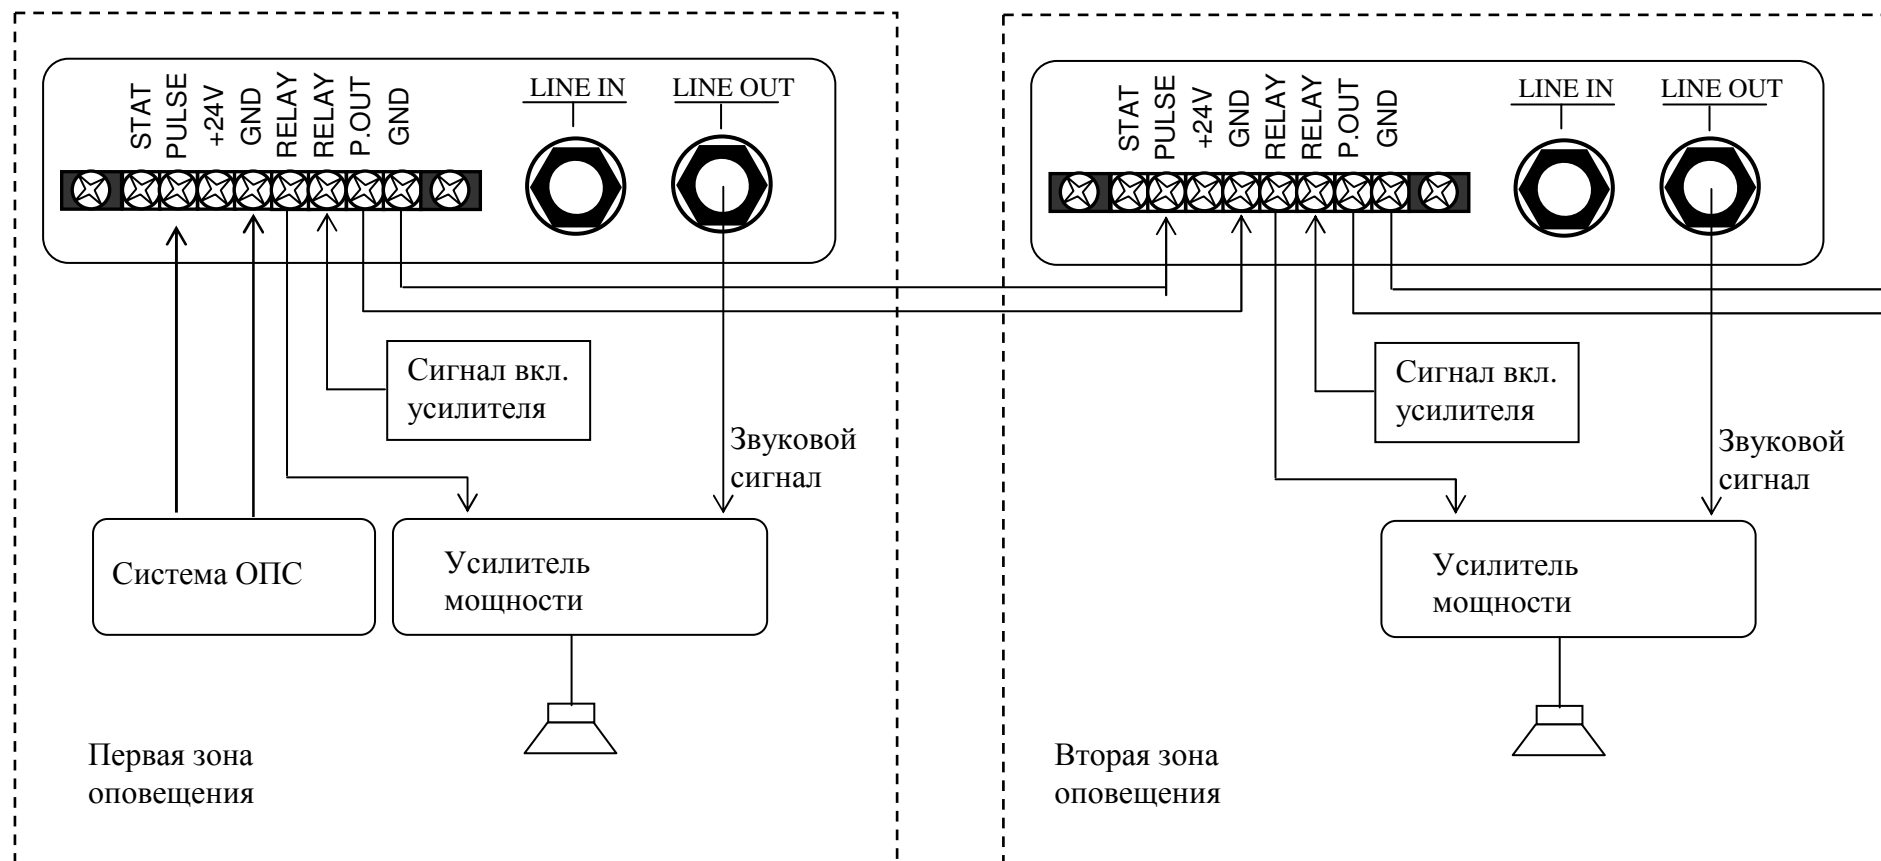 STAT
PULSE
+24V
GND
RELAY
RELAY
P.OUT
GND
LINE IN
LINE OUT
Сигнал вкл.
усилителя
Звуковой
сигнал
Система ОПС
Усилитель
мощности
Первая зона
оповещения
STAT
PULSE
+24V
GND
RELAY
RELAY
P.OUT
GND
LINE IN
LINE OUT
Сигнал вкл.
усилителя
Звуковой
сигнал
Усилитель
мощности
Вторая зона
оповещения